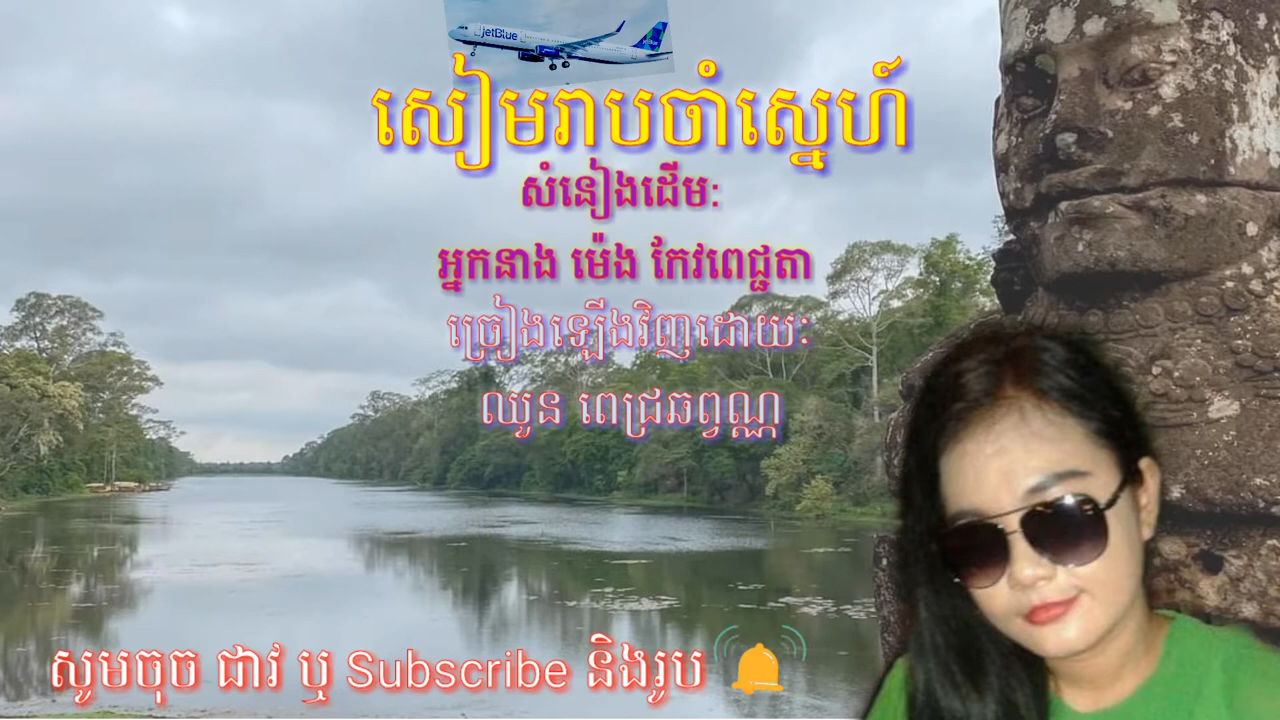 jetBlue
សៀមរាបចាំស្នេហ៍
សំនៀងដើម:
អ្នកនាង ម៉េង កែវពេជ្ជតា
ច្រៀងឡើងវិញដោយៈ
ឈួន ពេជ្រឆព្វណ្ណ
សូមចុច ជាវ ឬ Subscribe និងរូប